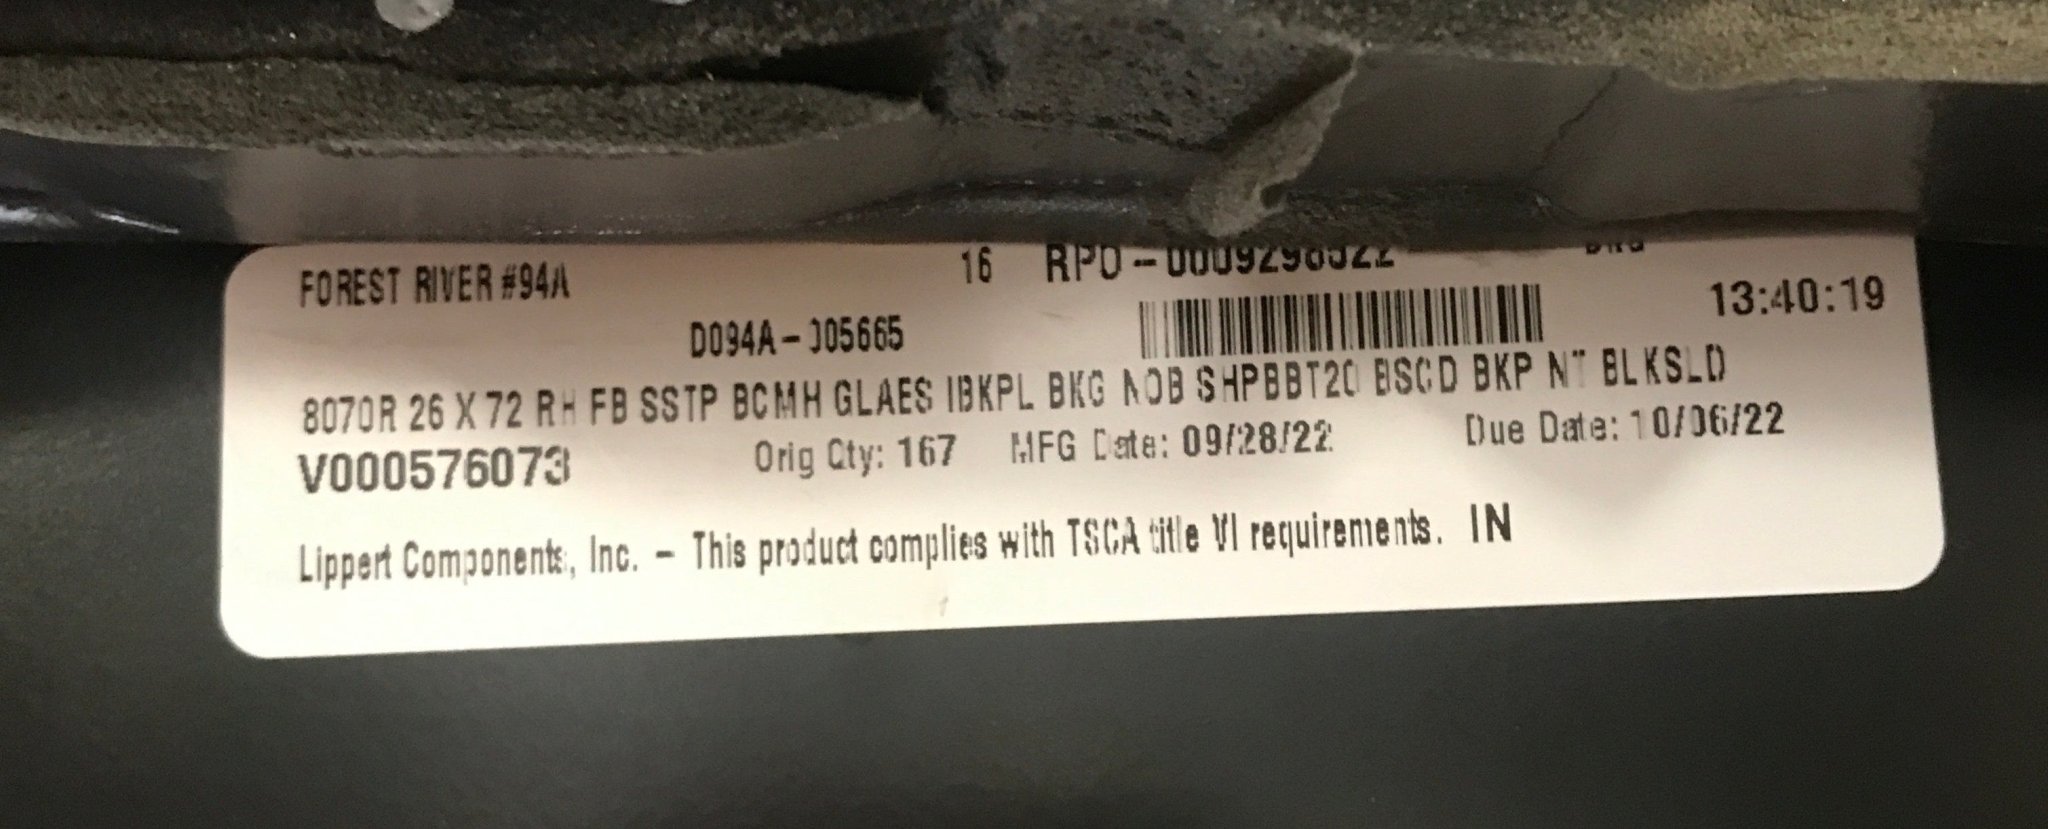 FOREST RIVER #94A 16
D094A-005665 13:40:19
8070R 26 X 72 RH FB SSTP BCMH GLAES IBKPL BKG NOB SHPBBT20 BSCD BKP NT BLKSLD
V000576073 Orig Qty: 167 MFG Date: 09/28/22 Due Date: 10/06/22
Lippert Components, Inc. - This product complies with TSCA title VI requirements. IN